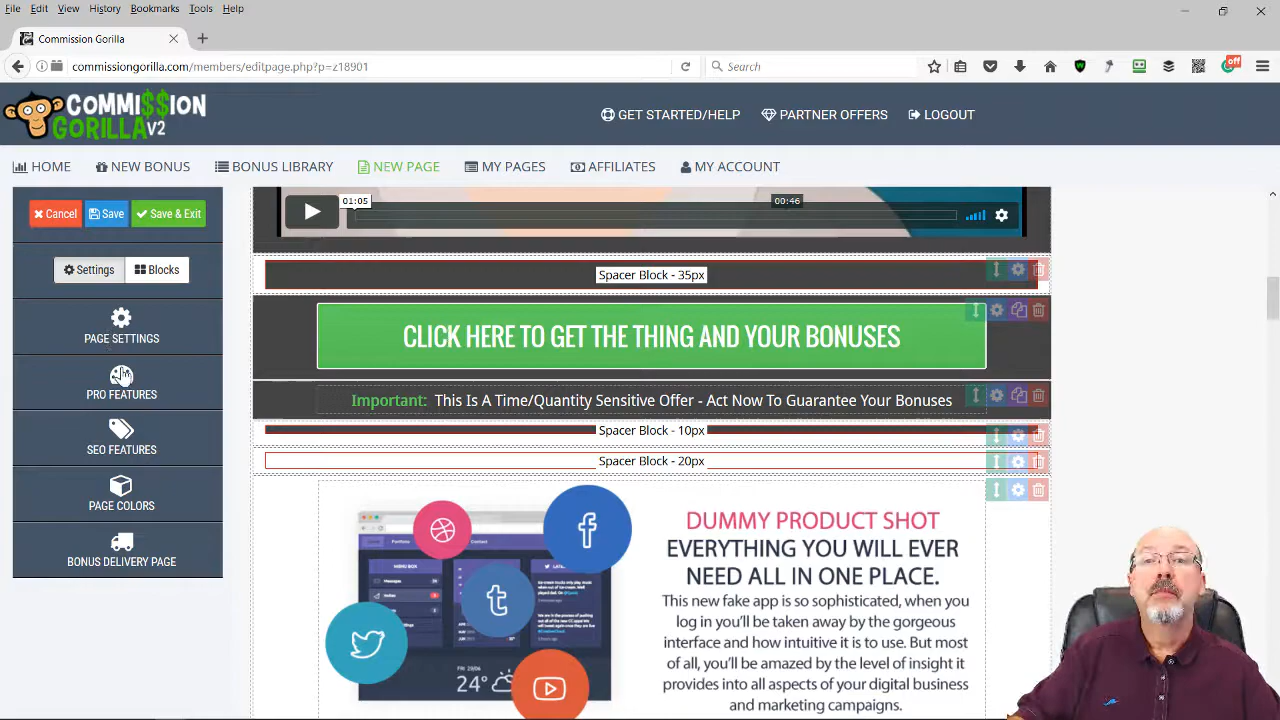 File Edit View History Bookmarks Tools Help
Commission Gorilla
commissiongorilla.com/members/editpage.php?p=z18901
Search
off
COMMI$$ION
GORILLA V2
GET STARTED/HELP PARTNER OFFERS LOGOUT
HOME NEW BONUS BONUS LIBRARY NEW PAGE MY PAGES AFFILIATES MY ACCOUNT
Cancel Save Save & Exit
Settings Blocks
PAGE SETTINGS
PRO FEATURES
SEO FEATURES
PAGE COLORS
BONUS DELIVERY PAGE
01:05 00:46
Spacer Block - 35px
CLICK HERE TO GET THE THING AND YOUR BONUSES
Important: This Is A Time/Quantity Sensitive Offer - Act Now To Guarantee Your Bonuses
Spacer Block - 10px
Spacer Block - 20px
Portfolio Contact
MENU BOX
Messages
24°
DUMMY PRODUCT SHOT
EVERYTHING YOU WILL EVER
NEED ALL IN ONE PLACE.
This new fake app is so sophisticated, when you
log in you'll be taken away by the gorgeous
interface and how intuitive it is to use. But most
of all, you'll be amazed by the level of insight it
provides into all aspects of your digital business
and marketing campaigns.